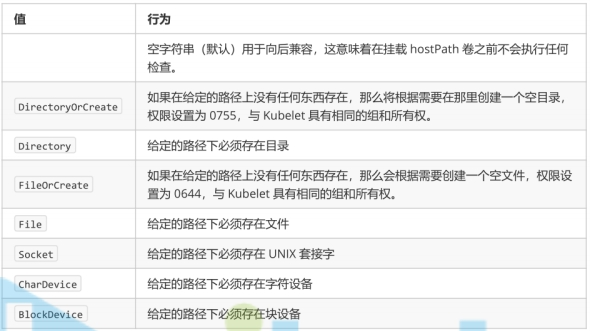 值 行为
空字符串（默认）用于向后兼容，这意味着在挂载 hostPath 卷之前不会执行任何
检查。
DirectoryOrCreate 如果在给定的路径上没有任何东西存在，那么将根据需要在那里创建一个空目录，
权限设置为 0755，与 Kubelet 具有相同的组和所有权。
Directory 给定的路径下必须存在目录
FileOrCreate 如果在给定的路径上没有任何东西存在，那么会根据需要创建一个空文件，权限设
置为 0644，与 Kubelet 具有相同的组和所有权。
File 给定的路径下必须存在文件
Socket 给定的路径下必须存在 UNIX 套接字
CharDevice 给定的路径下必须存在字符设备
BlockDevice 给定的路径下必须存在块设备